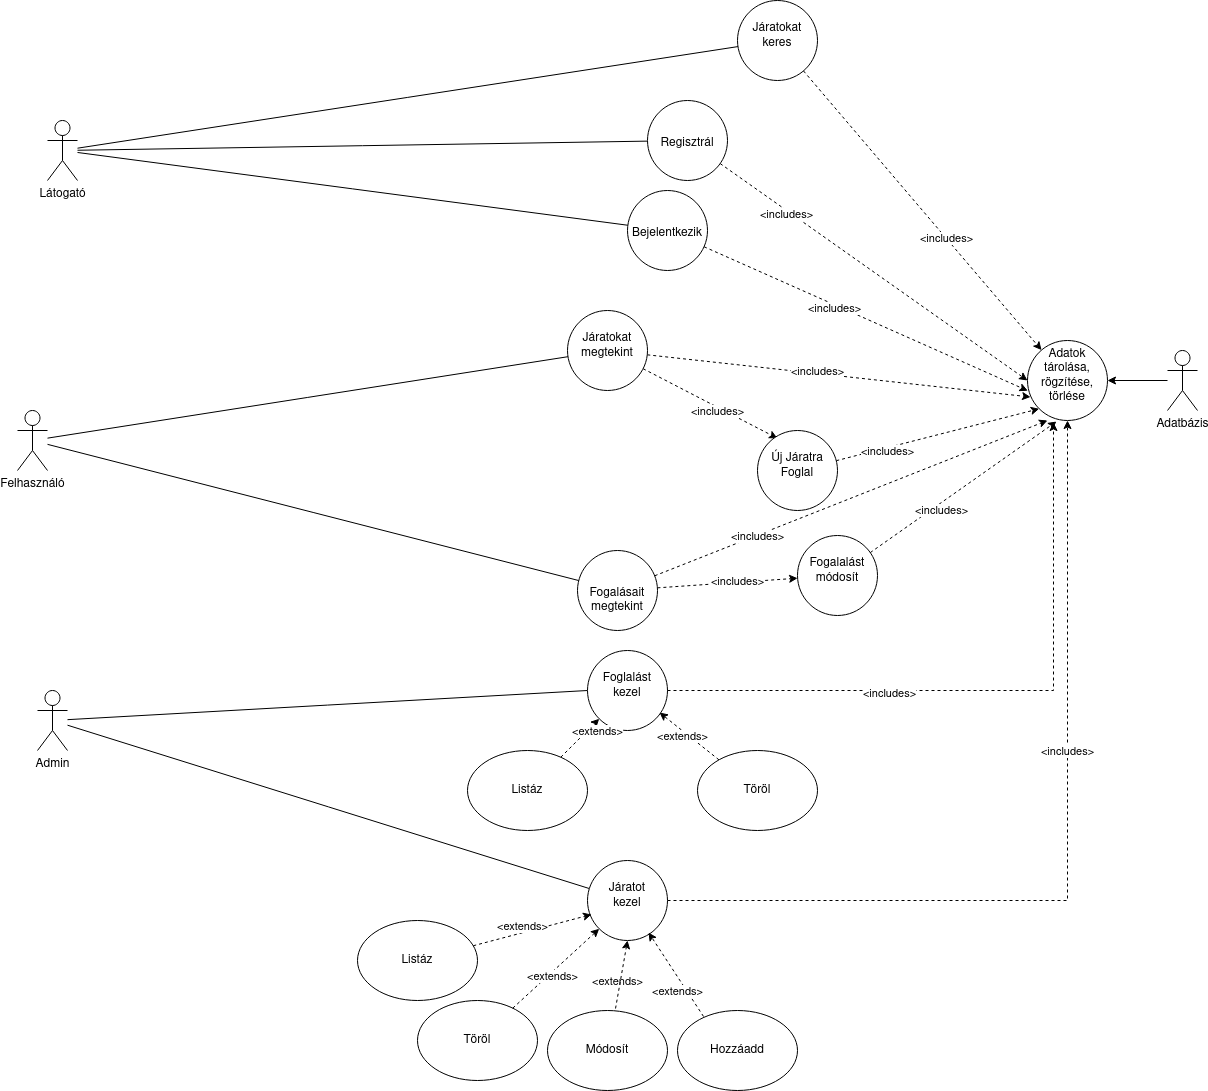 Járatokat
keres
Regisztrál
Látogató
<includes>
Bejelentkezik
<includes>
<includes>
Járatokat
megtekint
Adatok
tárolása,
rögzítése,
törlése
<includes>
<includes>
Adatbázis
Új Járatra
Foglal
<includes>
Felhasználó
<includes>
<includes>
Fogalalást
módosít
<includes>
Fogalásait
megtekint
Foglalást
kezel
<includes>
<extends>
<extends>
<includes>
Admin
Listáz
Töröl
Járatot
kezel
<extends>
Listáz
<extends>
<extends>
<extends>
Töröl
Módosít
Hozzáadd